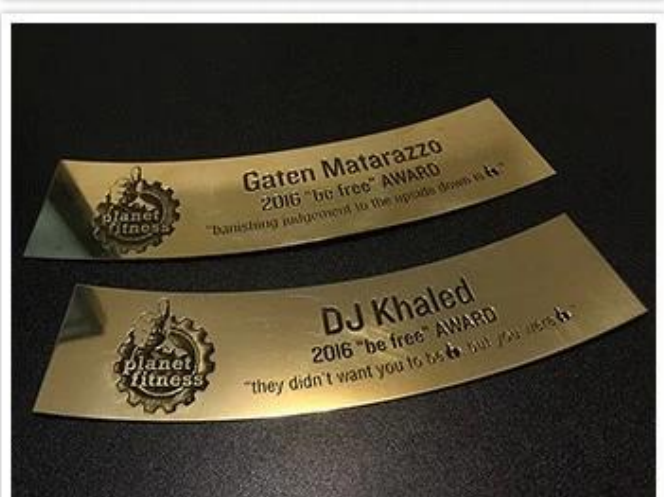 planet
fitness
Gaten Matarazzo
2016 "be free" AWARD
"banishing judgement to the upside down is "
planet
fitness
DJ Khaled
2016 "be free" AWARD
"they didn't want you to be but you were "